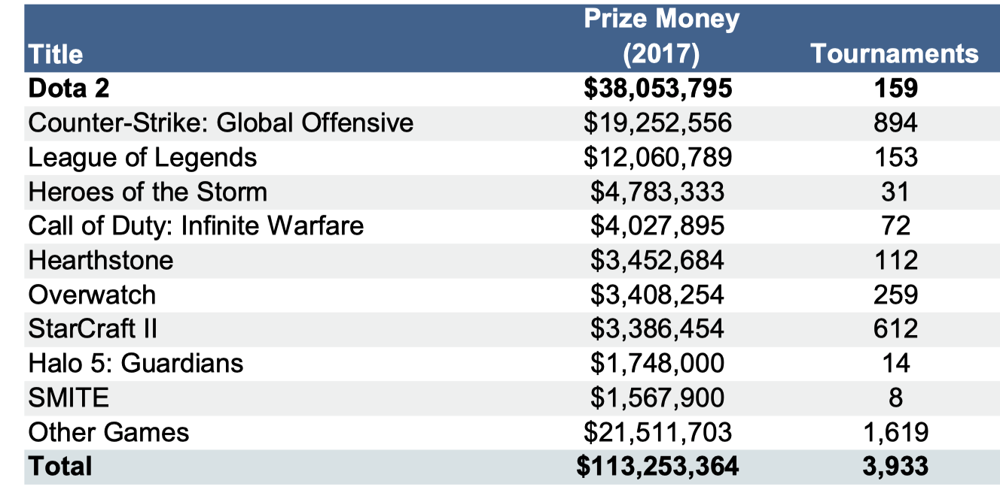 Prize Money
Title (2017) Tournaments
Dota 2 $38,053,795 159
Counter-Strike: Global Offensive $19,252,556 894
League of Legends $12,060,789 153
Heroes of the Storm $4,783,333 31
Call of Duty: Infinite Warfare $4,027,895 72
Hearthstone $3,452,684 112
Overwatch $3,408,254 259
StarCraft II $3,386,454 612
Halo 5: Guardians $1,748,000 14
SMITE $1,567,900 8
Other Games $21,511,703 1,619
Total $113,253,364 3,933